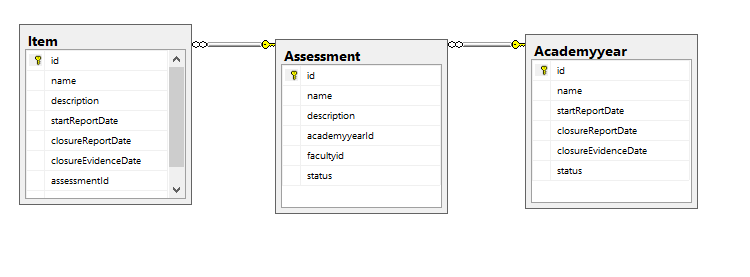 Item
id
name
description
startReportDate
closureReportDate
closureEvidenceDate
assessmentId
Assessment
id
name
description
academyyearId
facultyid
status
Academyyear
id
name
startReportDate
closureReportDate
closureEvidenceDate
status